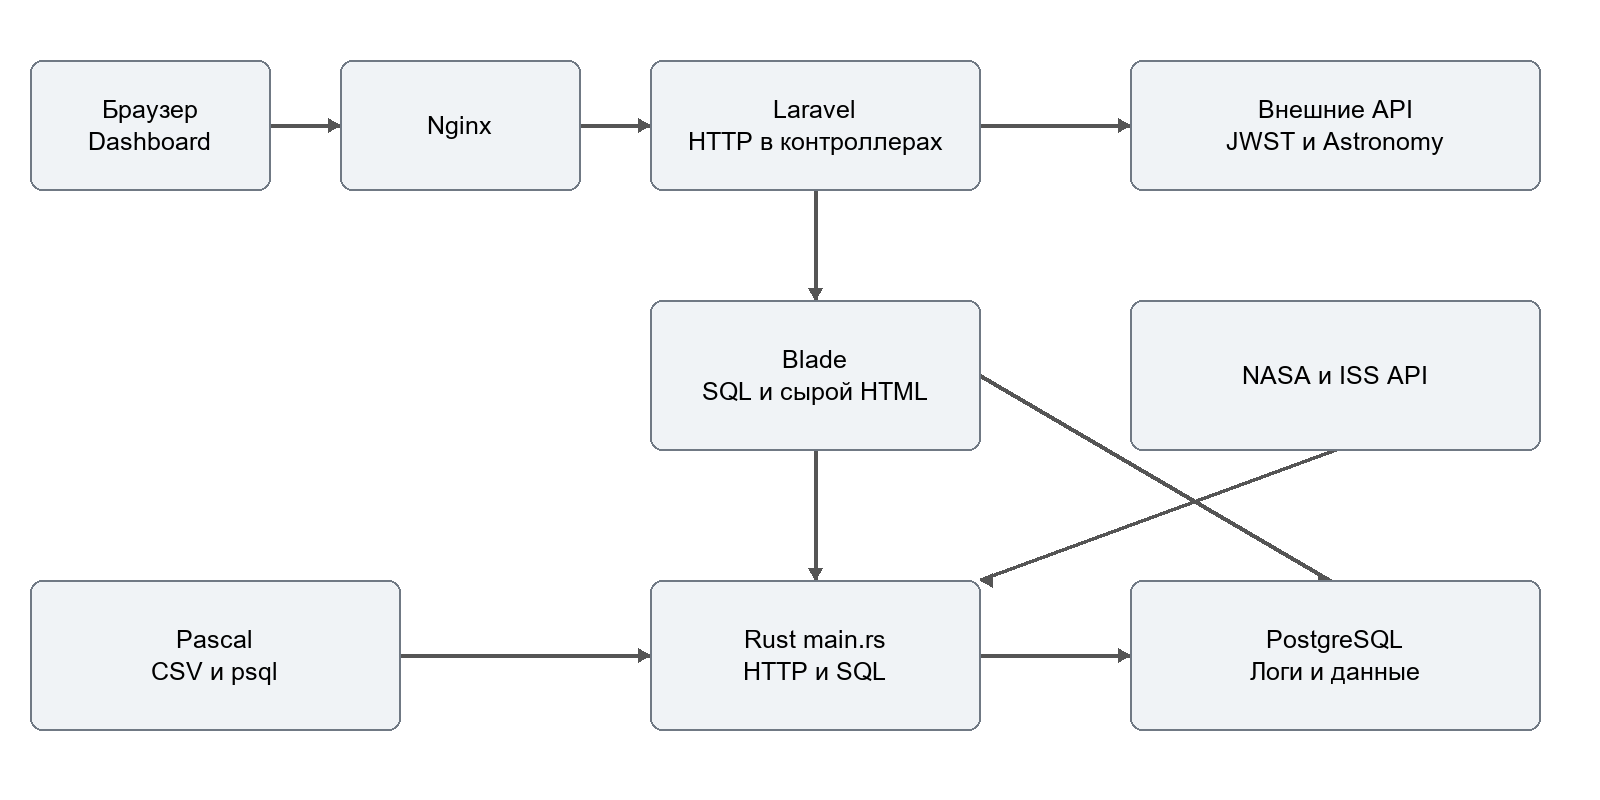 Браузер
Dashboard
Nginx
Laravel
HTTP в контроллерах
Внешние API
JWST и Astronomy
Blade
SQL и сырой HTML
NASA и ISS API
Pascal
CSV и psql
Rust main.rs
HTTP и SQL
PostgreSQL
Логи и данные